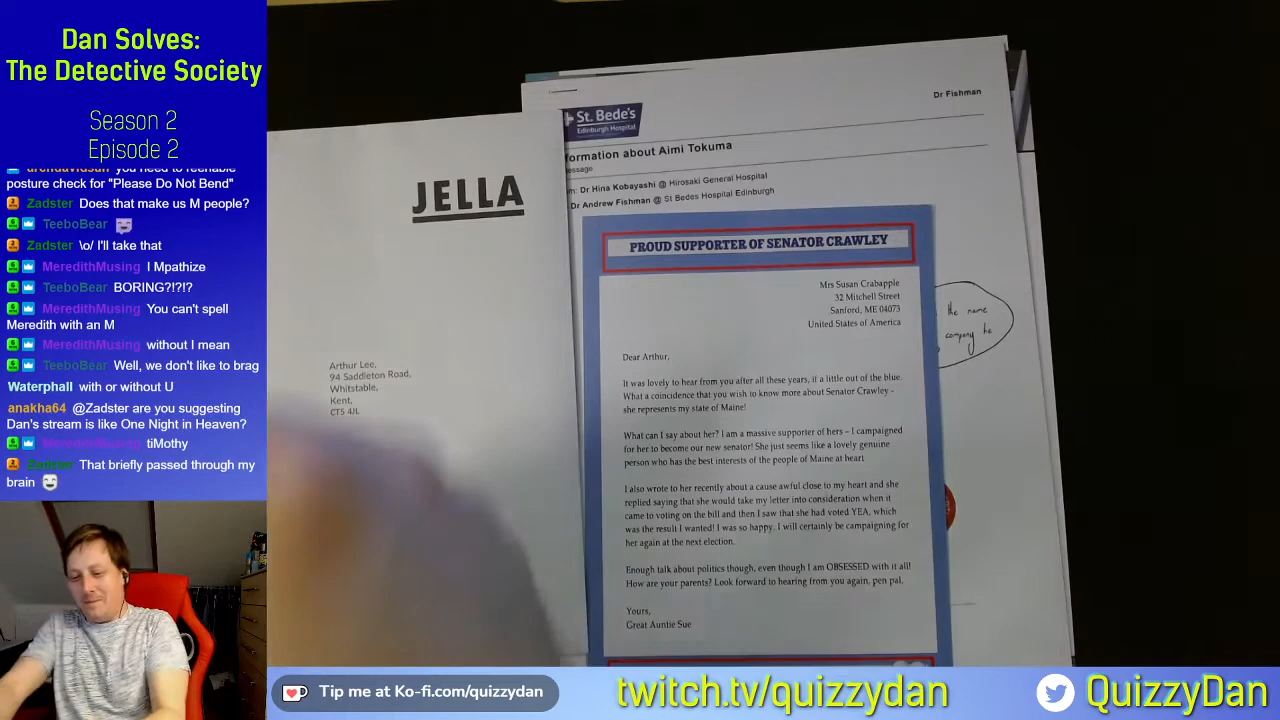 Dan Solves:
The Detective Society
Season 2
Episode 2
you need to reenable
posture check for "Please Do Not Bend"
Zadster Does that make us M people?
TeeboBear
Zadster \o/ I'll take that
MeredithMusing I Mpathize
TeeboBear BORING?!?!?
MeredithMusing You can't spell
Meredith with an M
MeredithMusing without I mean
TeeboBear Well, we don't like to brag
Waterphall with or without U
anakha64 @Zadster are you suggesting
Dan's stream is like One Night in Heaven?
MeredithMusing tiMothy
Zadster That briefly passed through my
brain
JELLA
Arthur Lee,
94 Saddleton Road,
Whitstable,
Kent,
CT5 4JL
Dr Fishman
St. Bede's
Edinburgh Hospital
formation about Aimi Tokuma
essage
m: Dr Hina Kobayashi @ Hirosaki General Hospital
Dr Andrew Fishman @ St Bedes Hospital Edinburgh
PROUD SUPPORTER OF SENATOR CRAWLEY
Mrs Susan Crabapple
32 Mitchell Street
Sanford, ME 04073
United States of America
the name
company he
Dear Arthur,
It was lovely to hear from you after all these years, if a little out of the blue.
What a coincidence that you wish to know more about Senator Crawley -
she represents my state of Maine!
What can I say about her? I am a massive supporter of hers – I campaigned
for her to become our new senator! She just seems like a lovely genuine
person who has the best interests of the people of Maine at heart
I also wrote to her recently about a cause awful close to my heart and she
replied saying that she would take my letter into consideration when it
came to voting on the bill and then I saw that she had voted YEA, which
was the result I wanted! I was so happy. I will certainly be campaigning for
her again at the next election.
Enough talk about politics though, even though I am OBSESSED with it all!
How are your parents? Look forward to hearing from you again, pen pal,
Yours,
Great Auntie Sue
Tip me at Ko-fi.com/quizzydan
twitch.tv/quizzydan
QuizzyDan